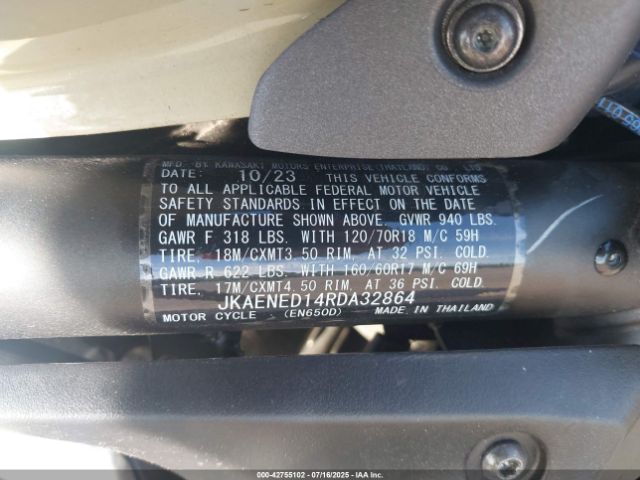 MFD. BY KAWASAKI MOTORS ENTERPRISE (THAILAND) CO., LTD
DATE: 10/23 THIS VEHICLE CONFORMS
TO ALL APPLICABLE FEDERAL MOTOR VEHICLE
SAFETY STANDARDS IN EFFECT ON THE DATE
OF MANUFACTURE SHOWN ABOVE. GVWR 940 LBS.
GAWR F. 318 LBS. WITH 120/70R18 M/C 59H
TIRE, 18M/CXMT3.50 RIM, AT 32 PSI. COLD.
GAWR R. 622 LBS. WITH 160/60R17 M/C 69H
TIRE, 17M/CXMT4.50 RIM, AT 36 PSI. COLD.
JKAENED14RDA32864
MOTOR CYCLE (EN650D) MADE IN THAILAND
000-42755102 - 07/16/2025 - IAAI.COM